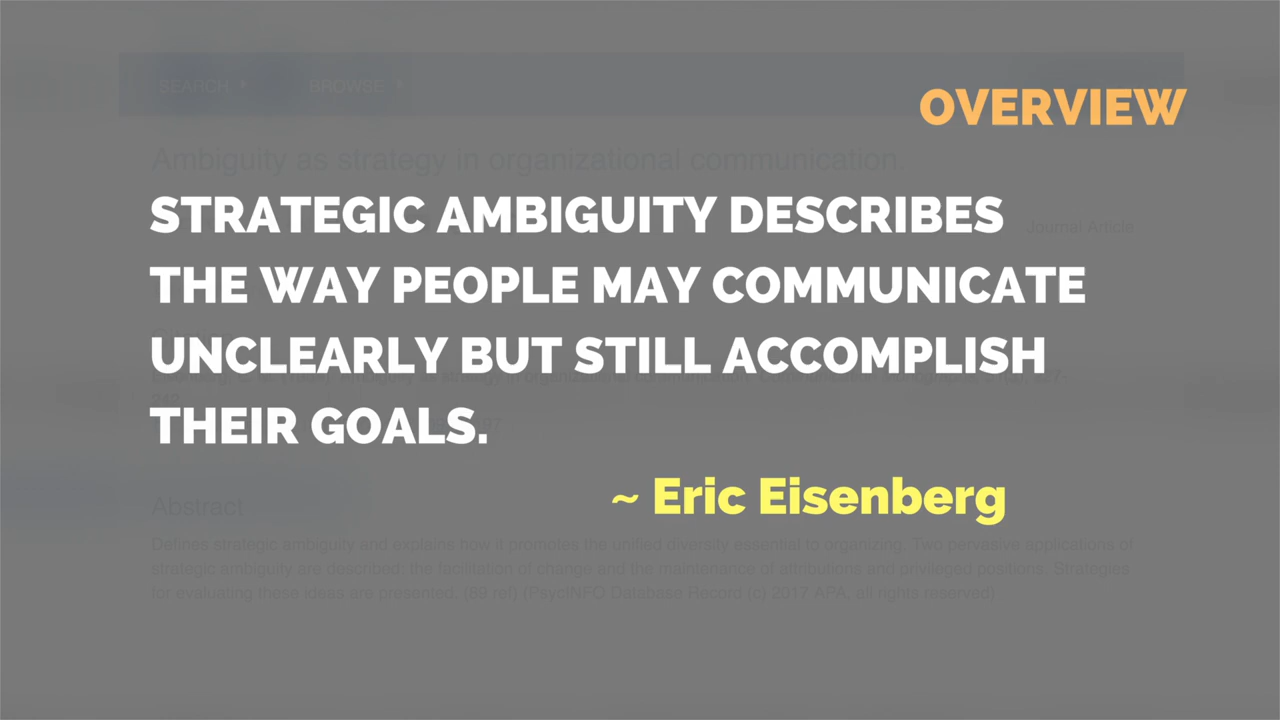 SEARCH BROWSE
OVERVIEW
Ambiguity as strategy in organizational communication.
STRATEGIC AMBIGUITY DESCRIBES
Journal Article
THE WAY PEOPLE MAY COMMUNICATE
UNCLEARLY BUT STILL ACCOMPLISH
THEIR GOALS.
~ Eric Eisenberg
Abstract
Defines strategic ambiguity and explains how it promotes the unified diversity essential to organizing. Two pervasive applications of
strategic ambiguity are described: the facilitation of change and the maintenance of attributions and privileged positions. Strategies
for evaluating these ideas are presented. (89 ref) (PsycINFO Database Record (c) 2017 APA, all rights reserved)